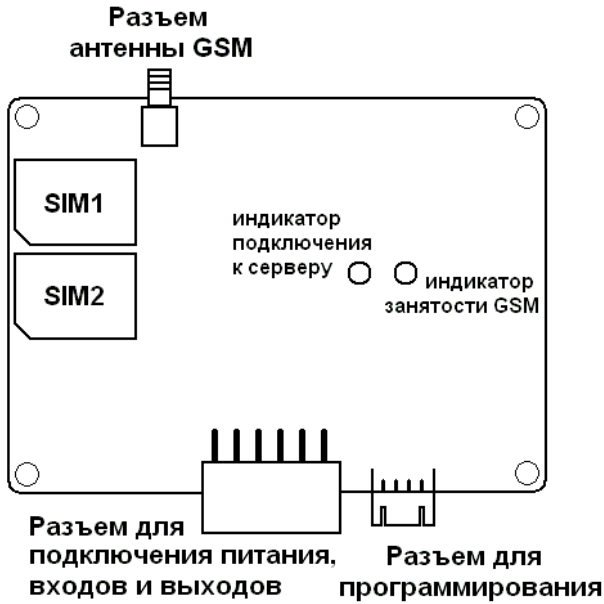 Разъем
антенны GSM
SIM1
SIM2
индикатор
подключения
к серверу
индикатор
занятости GSM
Разъем для
подключения питания,
входов и выходов
Разъем для
программирования